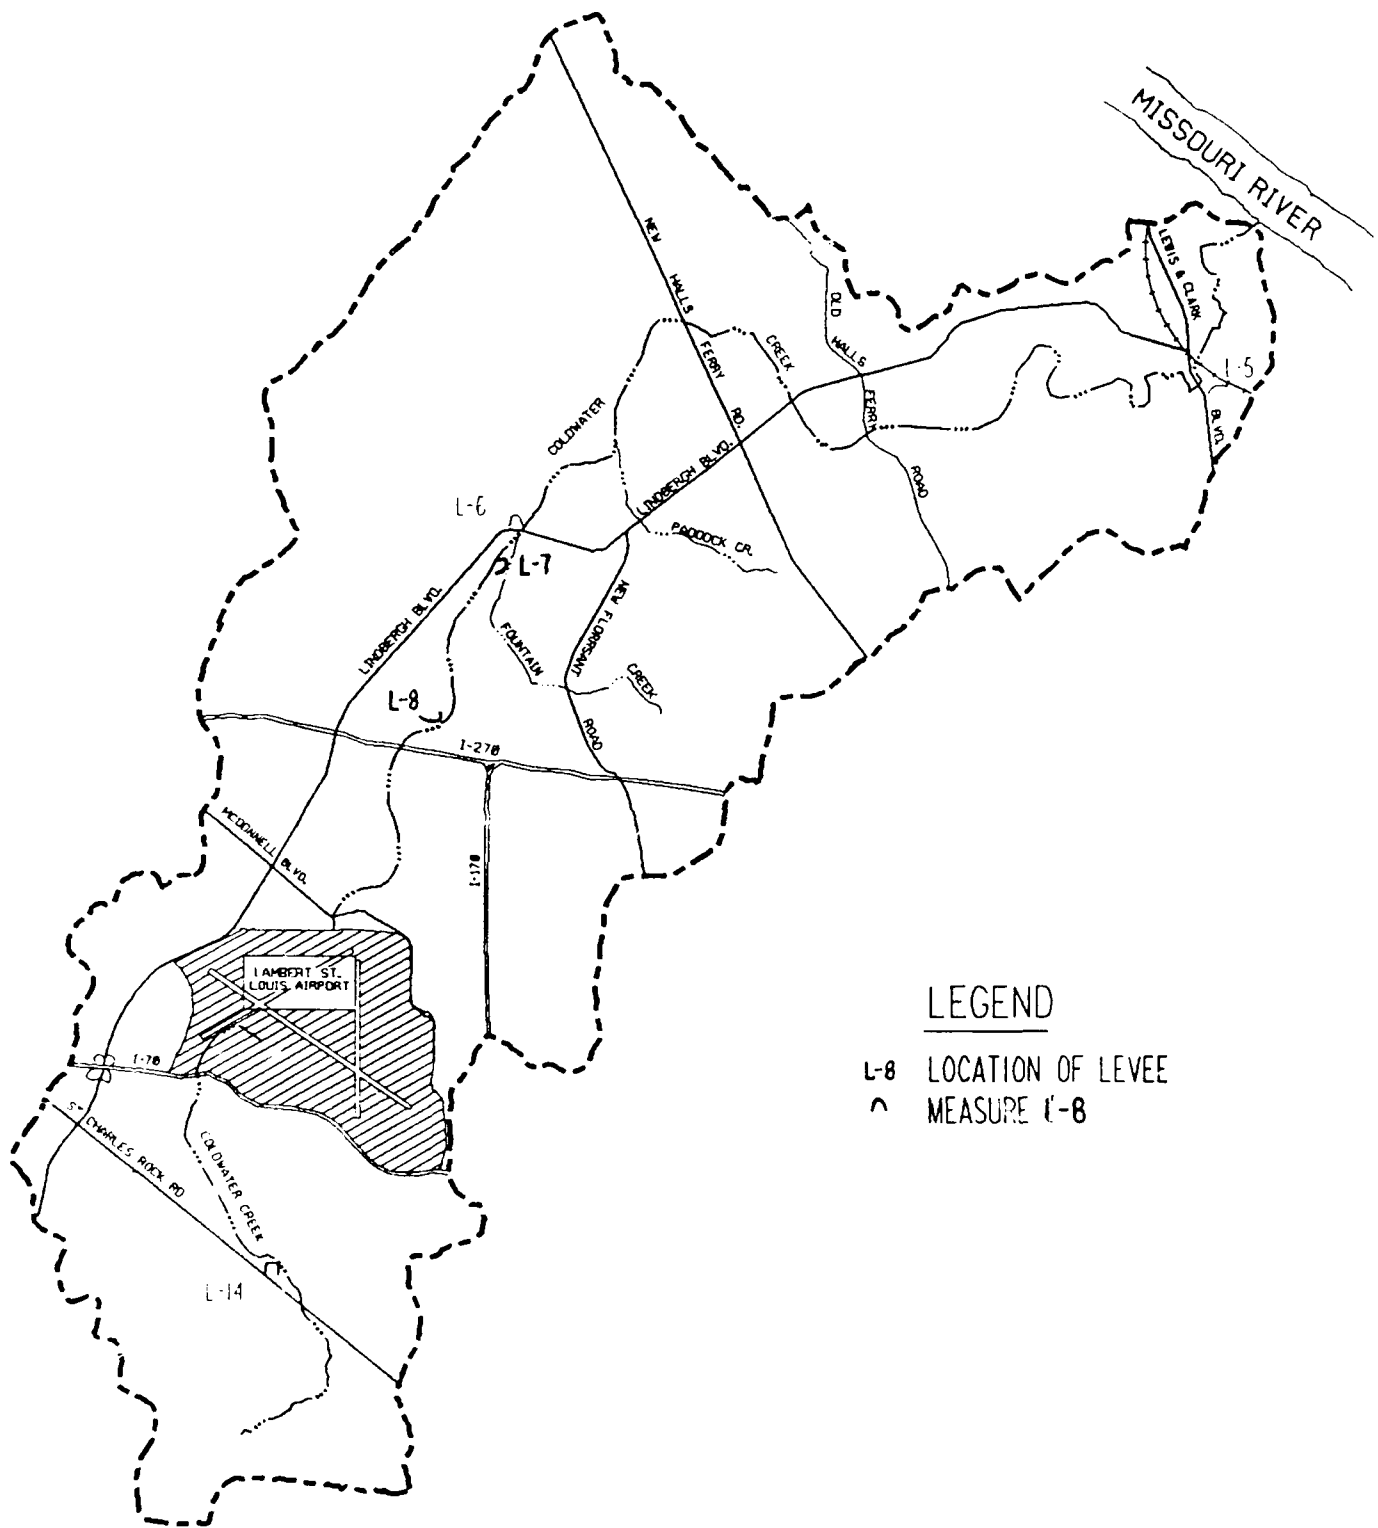 MISSOURI RIVER
NEW
HALLS
FERRY
RD.
LEWIS & CLARK
BLVD.
OLD
HALLS
FERRY
ROAD
CREEK
COLDWATER
L-5
LINDBERGH BLVD.
L-6
PADDOCK CR.
L-7
NEW FLORRSANT
ROAD
LINDBERGH BLVD.
FOUNTAIN
CREEK
L-8
I-270
MCDONNELL BLVD.
I-170
LAMBERT ST.
LOUIS AIRPORT
LEGEND
I-70
L-8 LOCATION OF LEVEE
MEASURE L-8
ST CHARLES ROCK RD
COLDWATER CREEK
L-14